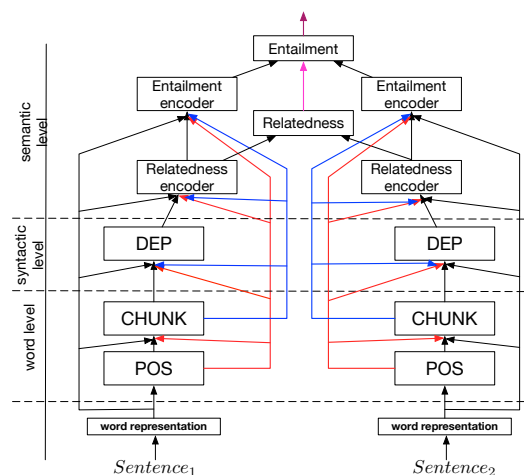 Entailment
Entailment
encoder
Entailment
encoder
Relatedness
semantic
level
Relatedness
encoder
Relatedness
encoder
syntactic
level
DEP
DEP
word level
CHUNK
CHUNK
POS
POS
word representation
word representation
Sentence₁
Sentence₂